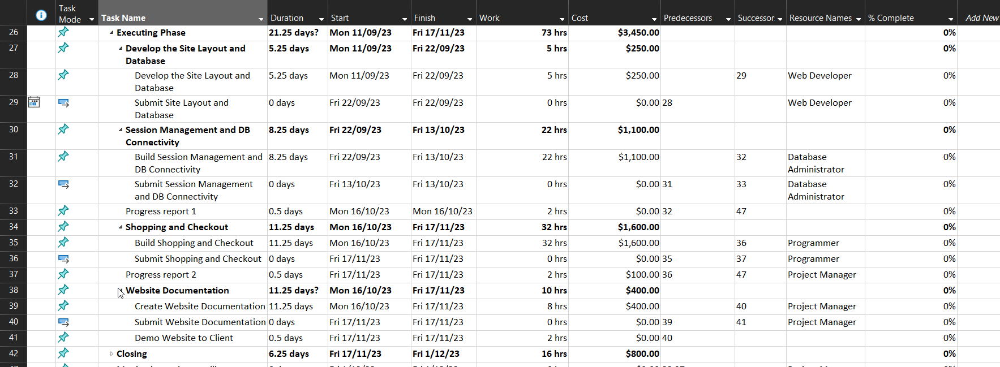 Task Mode Task Name Duration Start Finish Work Cost Predecessors Successor Resource Names % Complete Add New
26 Executing Phase 21.25 days? Mon 11/09/23 Fri 17/11/23 73 hrs $3,450.00 0%
27 Develop the Site Layout and 5.25 days Mon 11/09/23 Fri 22/09/23 5 hrs $250.00 0%
Database
28 Develop the Site Layout and 5.25 days Mon 11/09/23 Fri 22/09/23 5 hrs $250.00 29 Web Developer 0%
Database
29 Submit Site Layout and 0 days Fri 22/09/23 Fri 22/09/23 0 hrs $0.00 28 Web Developer 0%
Database
30 Session Management and DB 8.25 days Fri 22/09/23 Fri 13/10/23 22 hrs $1,100.00 0%
Connectivity
31 Build Session Management and 8.25 days Fri 22/09/23 Fri 13/10/23 22 hrs $1,100.00 32 Database 0%
DB Connectivity Administrator
32 Submit Session Management 0 days Fri 13/10/23 Fri 13/10/23 0 hrs $0.00 31 33 Database 0%
and DB Connectivity Administrator
33 Progress report 1 0.5 days Mon 16/10/23 Mon 16/10/23 2 hrs $0.00 32 47 0%
34 Shopping and Checkout 11.25 days Mon 16/10/23 Fri 17/11/23 32 hrs $1,600.00 0%
35 Build Shopping and Checkout 11.25 days Mon 16/10/23 Fri 17/11/23 32 hrs $1,600.00 36 Programmer 0%
36 Submit Shopping and Checkout 0 days Fri 17/11/23 Fri 17/11/23 0 hrs $0.00 35 37 Programmer 0%
37 Progress report 2 0.5 days Fri 17/11/23 Fri 17/11/23 2 hrs $100.00 36 47 Project Manager 0%
38 Website Documentation 11.25 days? Mon 16/10/23 Fri 17/11/23 10 hrs $400.00 0%
39 Create Website Documentation 11.25 days Mon 16/10/23 Fri 17/11/23 8 hrs $400.00 40 Project Manager 0%
40 Submit Website Documentation 0 days Fri 17/11/23 Fri 17/11/23 0 hrs $0.00 39 41 Project Manager 0%
41 Demo Website to Client 0.5 days Fri 17/11/23 Fri 17/11/23 2 hrs $0.00 40 0%
42 Closing 6.25 days Fri 17/11/23 Fri 1/12/23 16 hrs $800.00 0%